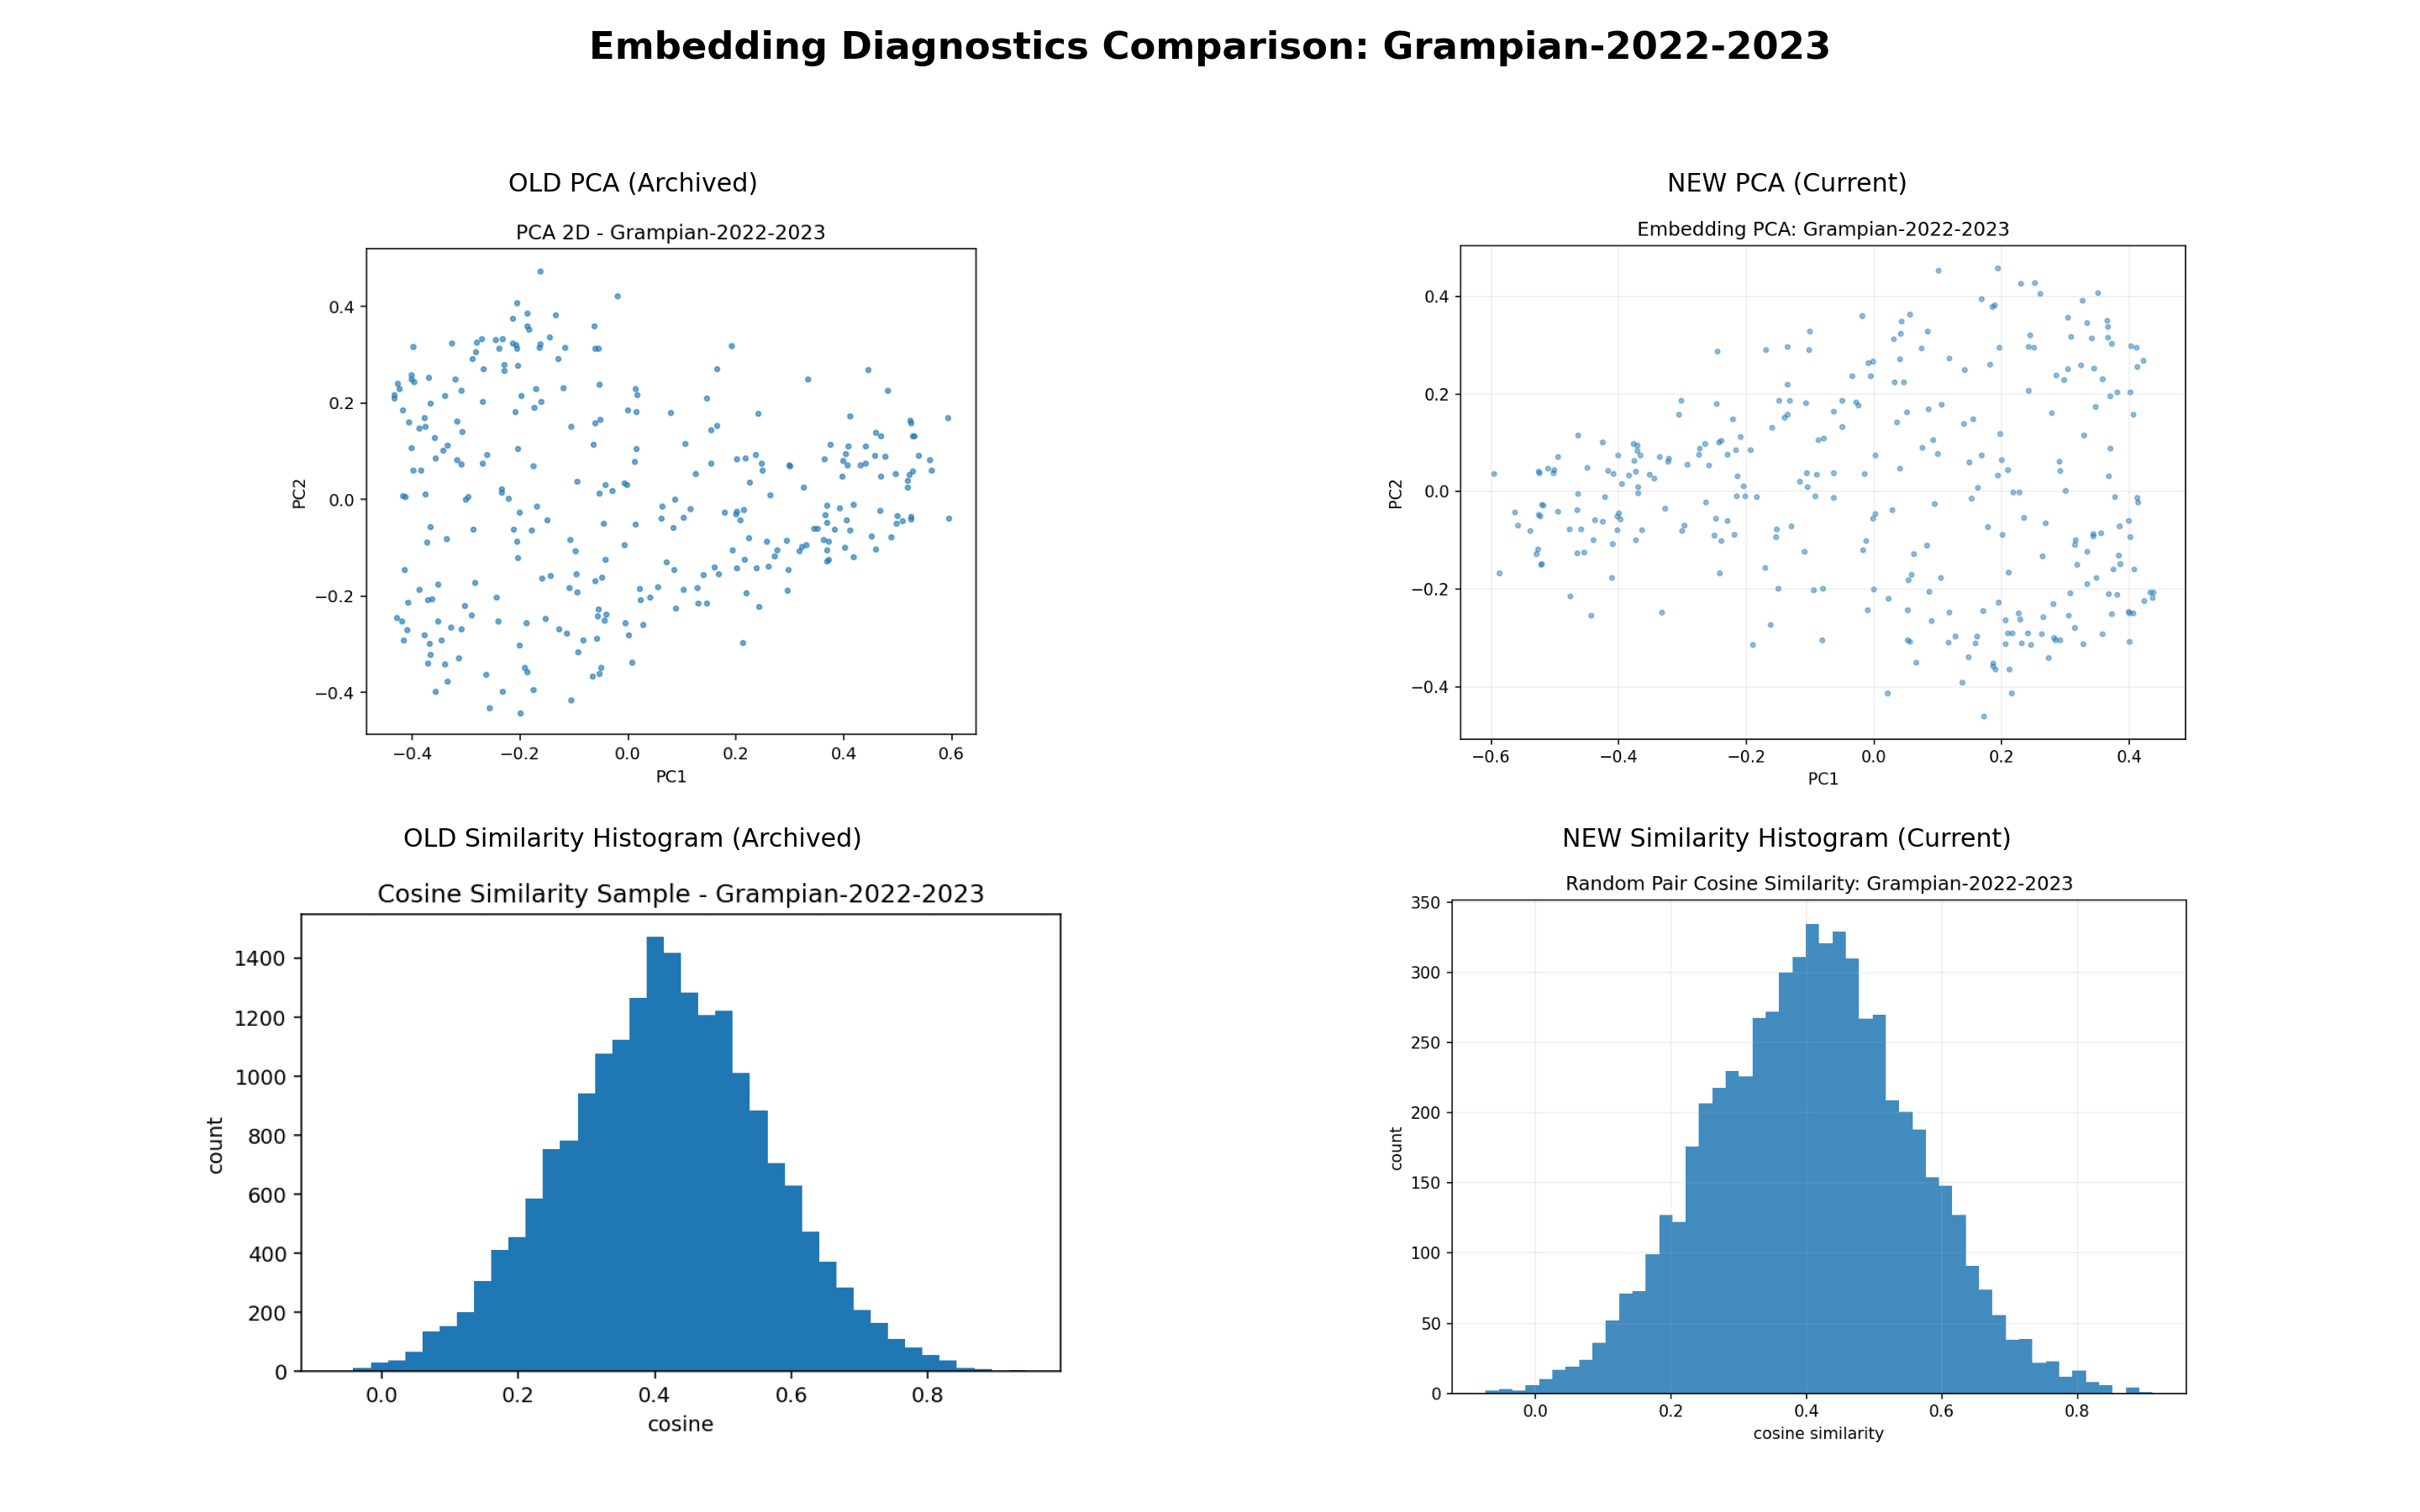 Embedding Diagnostics Comparison: Grampian-2022-2023
OLD PCA (Archived)
PCA 2D - Grampian-2022-2023
0.4
0.2
0.0
−0.2
−0.4
PC2
−0.4
−0.2
0.0
0.2
0.4
0.6
PC1
NEW PCA (Current)
Embedding PCA: Grampian-2022-2023
0.4
0.2
0.0
−0.2
−0.4
PC2
−0.6
−0.4
−0.2
0.0
0.2
0.4
PC1
OLD Similarity Histogram (Archived)
Cosine Similarity Sample - Grampian-2022-2023
1400
1200
1000
800
600
400
200
0
count
0.0
0.2
0.4
0.6
0.8
cosine
NEW Similarity Histogram (Current)
Random Pair Cosine Similarity: Grampian-2022-2023
350
300
250
200
150
100
50
0
count
0.0
0.2
0.4
0.6
0.8
cosine similarity